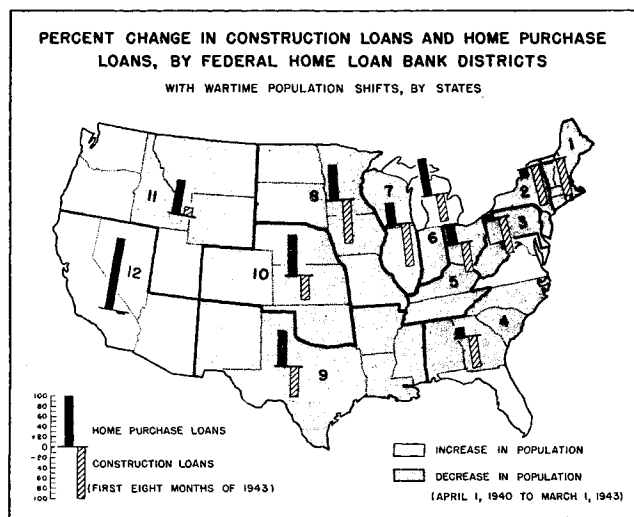 PERCENT CHANGE IN CONSTRUCTION LOANS AND HOME PURCHASE
LOANS, BY FEDERAL HOME LOAN BANK DISTRICTS
WITH WARTIME POPULATION SHIFTS, BY STATES
1
2
3
4
5
6
7
8
9
10
11
12
100
80
60
40
+20
0
-20
40
60
80
100
HOME PURCHASE LOANS
CONSTRUCTION LOANS
(FIRST EIGHT MONTHS OF 1943)
INCREASE IN POPULATION
DECREASE IN POPULATION
(APRIL 1, 1940 TO MARCH 1, 1943)